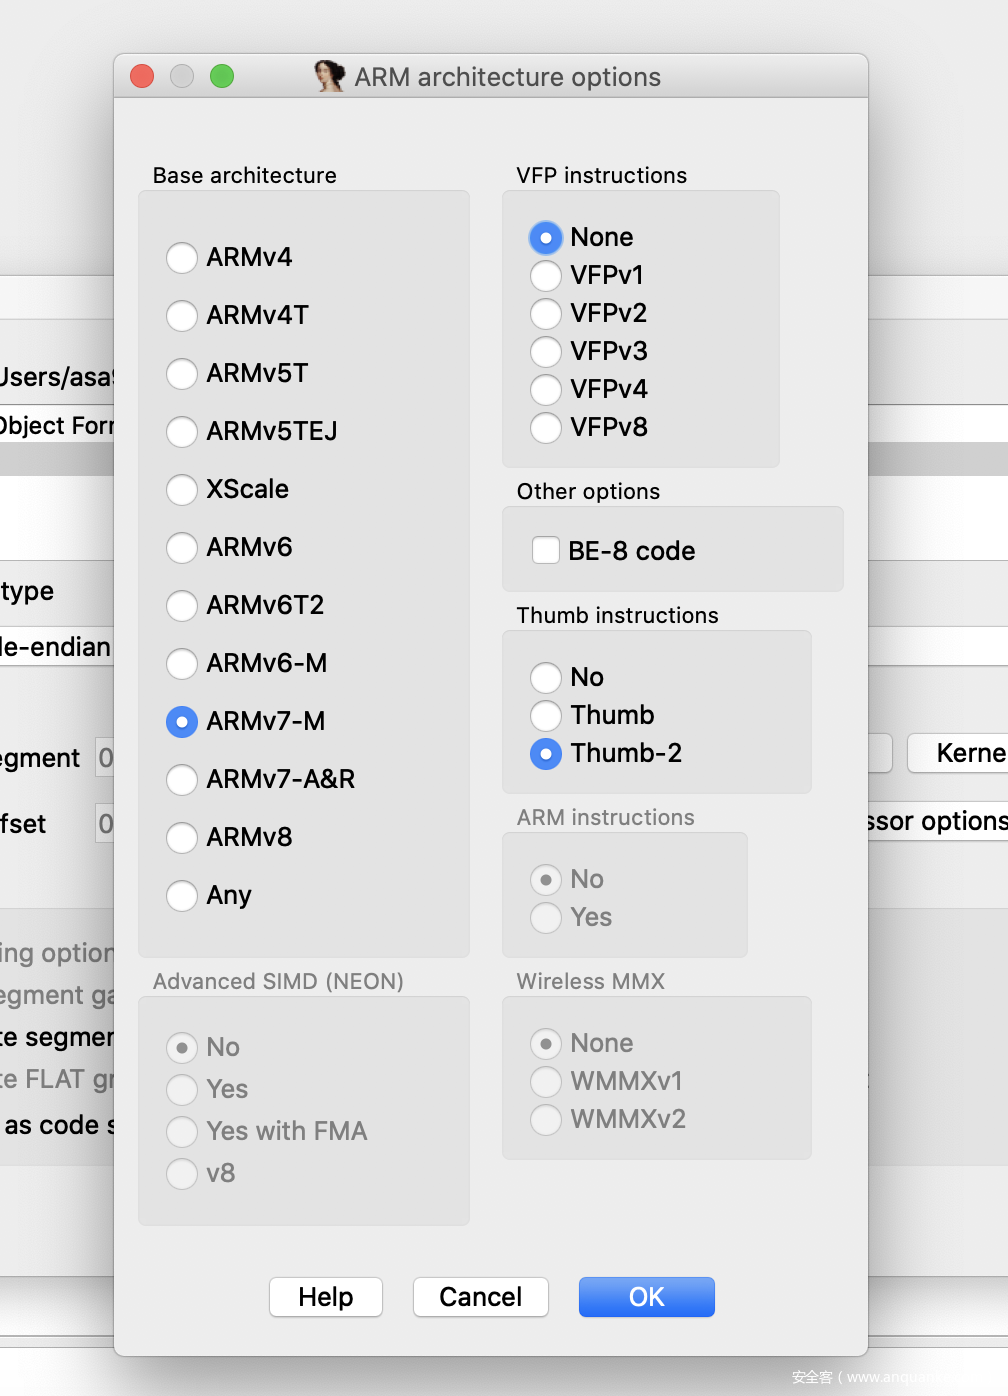 ARM architecture options
Base architecture
ARMv4
ARMv4T
ARMv5T
ARMv5TEJ
XScale
ARMv6
ARMv6T2
ARMv6-M
ARMv7-M
ARMv7-A&R
ARMv8
Any
VFP instructions
None
VFPv1
VFPv2
VFPv3
VFPv4
VFPv8
Other options
BE-8 code
Thumb instructions
No
Thumb
Thumb-2
ARM instructions
No
Yes
Advanced SIMD (NEON)
No
Yes
Yes with FMA
v8
Wireless MMX
None
WMMXv1
WMMXv2
Help Cancel OK
Users/asa
Object For
type
le-endian
egment 0
Kerne
fset 0
ssor options
ing option
egment ga
te segmen
te FLAT gr
as code s
安全客 ( www.anquan